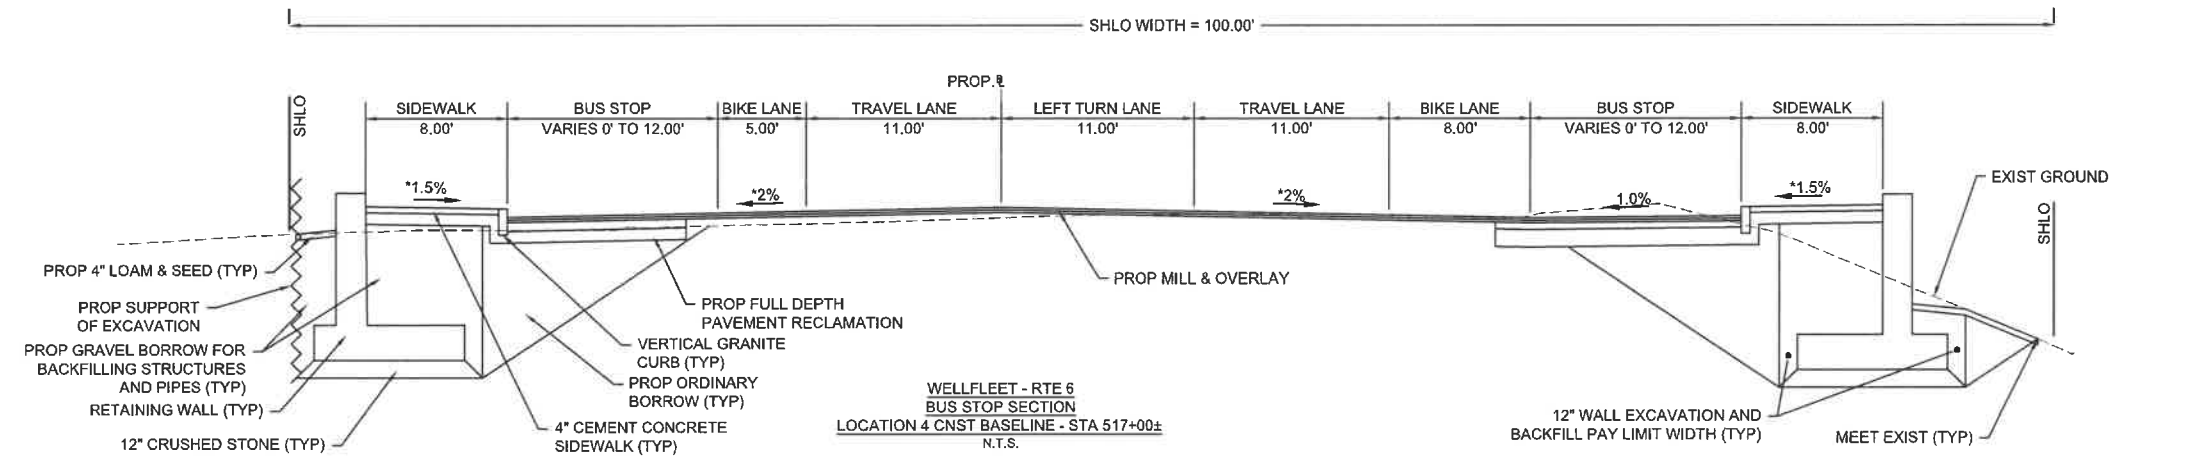 SHLO WIDTH = 100.00'
PROP. ℄
SHLO
SIDEWALK
8.00'
BUS STOP
VARIES 0' TO 12.00'
BIKE LANE
5.00'
TRAVEL LANE
11.00'
LEFT TURN LANE
11.00'
TRAVEL LANE
11.00'
BIKE LANE
8.00'
BUS STOP
VARIES 0' TO 12.00'
SIDEWALK
8.00'
*1.5%
*2%
*2%
1.0%
*1.5%
EXIST GROUND
SHLO
PROP 4" LOAM & SEED (TYP)
PROP SUPPORT
OF EXCAVATION
PROP GRAVEL BORROW FOR
BACKFILLING STRUCTURES
AND PIPES (TYP)
RETAINING WALL (TYP)
12" CRUSHED STONE (TYP)
PROP MILL & OVERLAY
PROP FULL DEPTH
PAVEMENT RECLAMATION
VERTICAL GRANITE
CURB (TYP)
PROP ORDINARY
BORROW (TYP)
4" CEMENT CONCRETE
SIDEWALK (TYP)
WELLFLEET - RTE 6
BUS STOP SECTION
LOCATION 4 CNST BASELINE - STA 517+00±
N.T.S.
12" WALL EXCAVATION AND
BACKFILL PAY LIMIT WIDTH (TYP)
MEET EXIST (TYP)